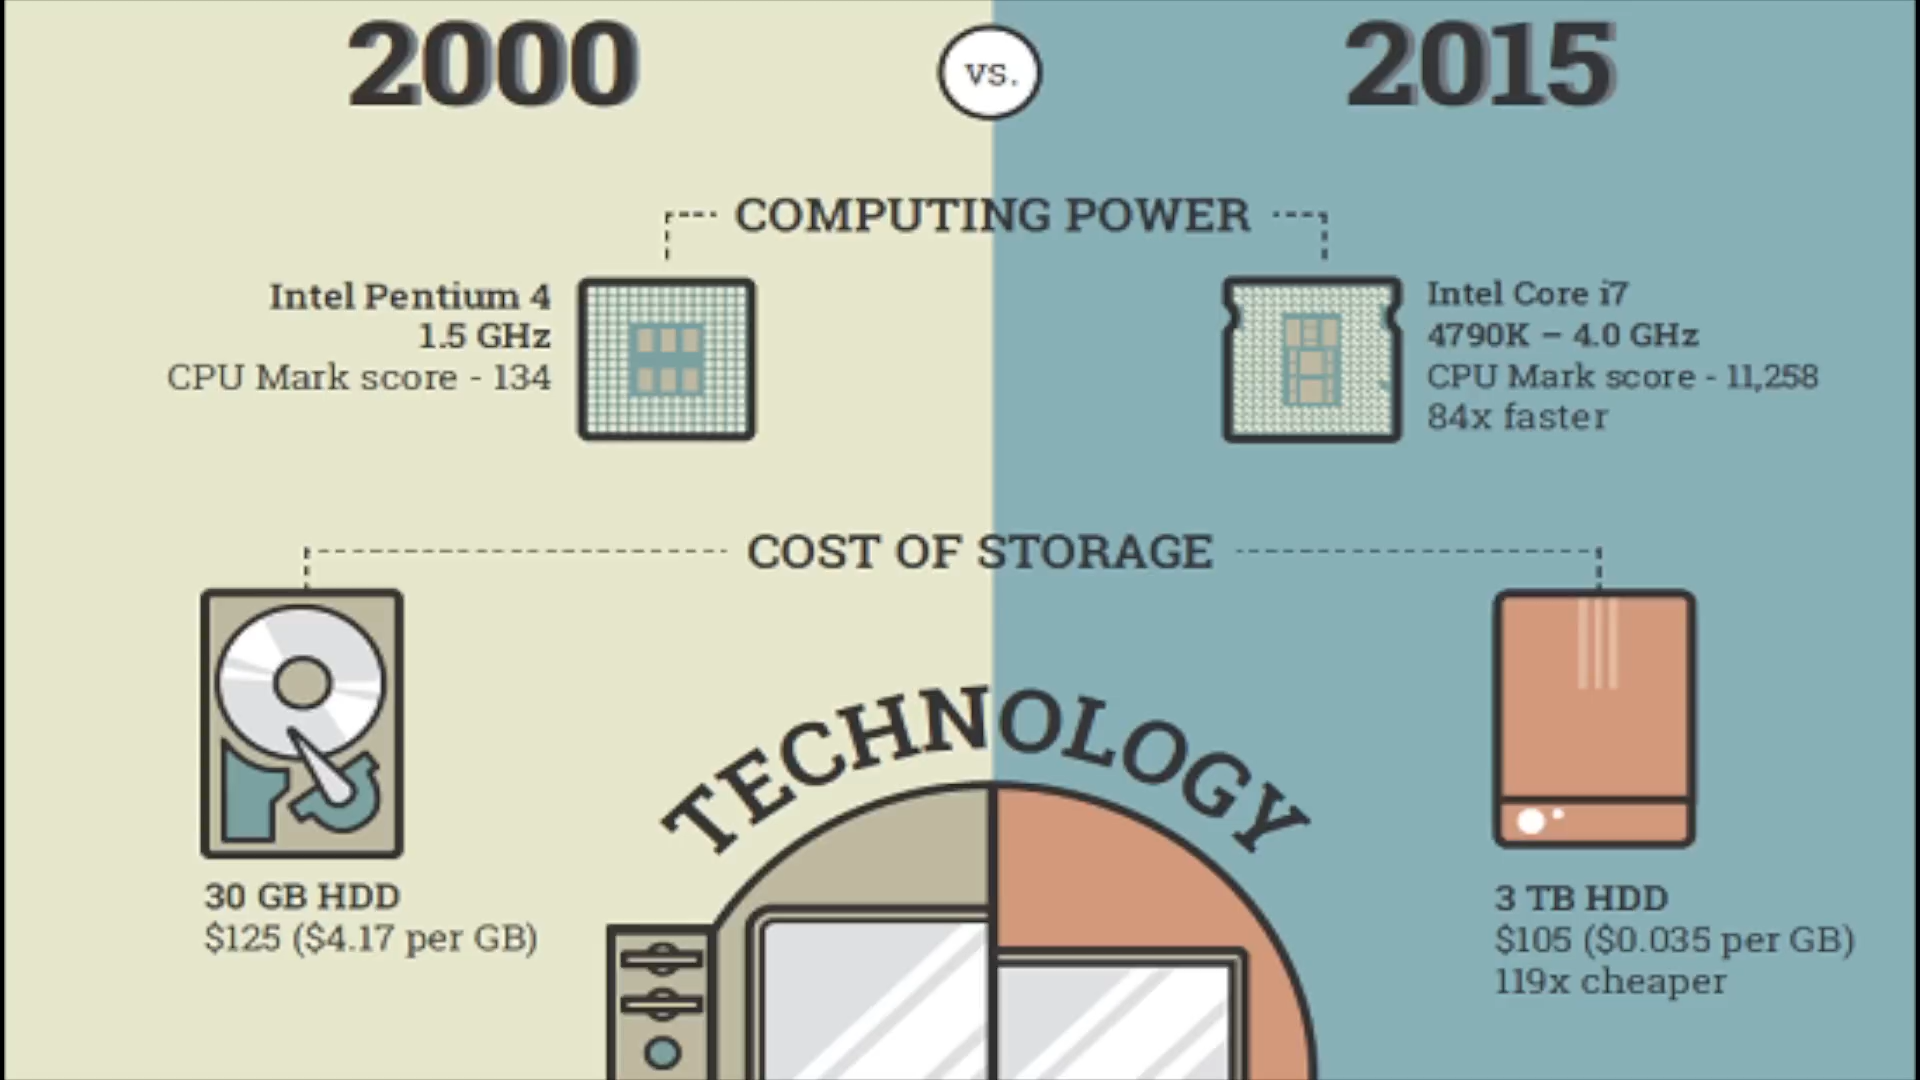 2000
vs.
2015
COMPUTING POWER
Intel Pentium 4
1.5 GHz
CPU Mark score - 134
Intel Core i7
4790K – 4.0 GHz
CPU Mark score - 11,258
84x faster
COST OF STORAGE
TECHNOLOGY
30 GB HDD
$125 ($4.17 per GB)
3 TB HDD
$105 ($0.035 per GB)
119x cheaper